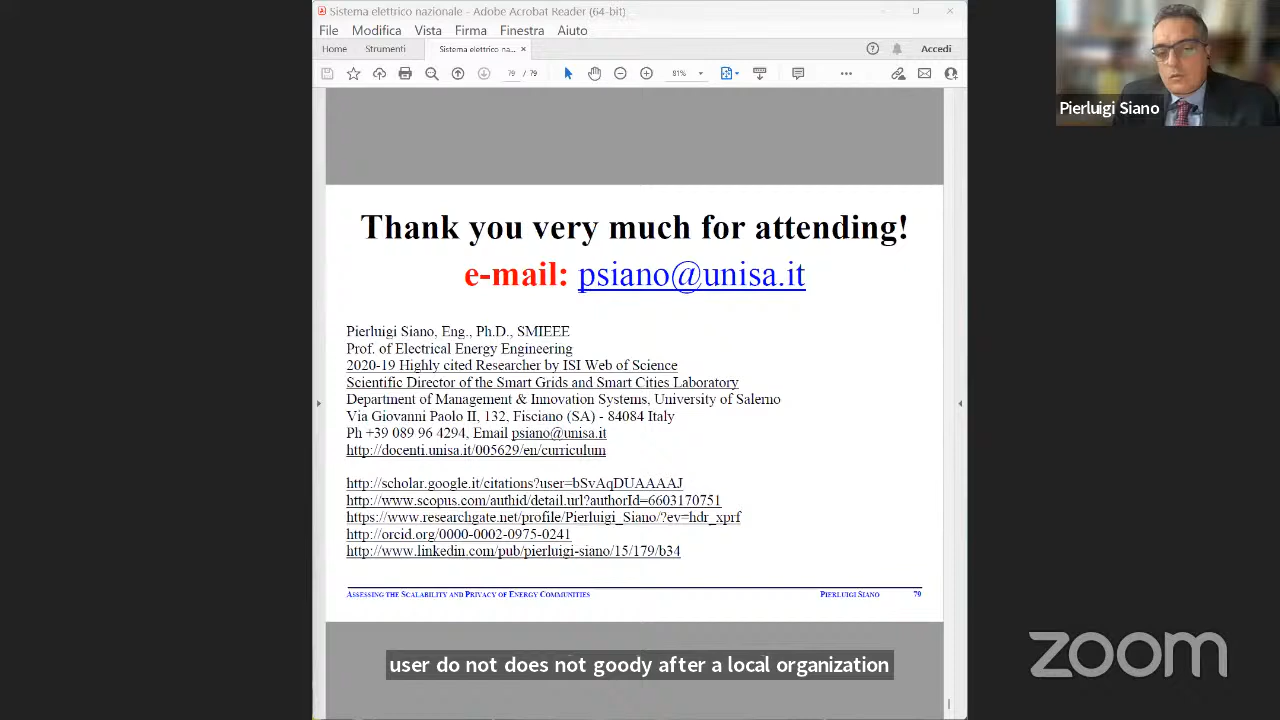 Sistema elettrico nazionale - Adobe Acrobat Reader (64-bit)
File Modifica Vista Firma Finestra Aiuto
Home Strumenti Sistema elettrico na... × Accedi
79 / 79 81%
Pierluigi Siano
Thank you very much for attending!
e-mail: psiano@unisa.it
Pierluigi Siano, Eng., Ph.D., SMIEEE
Prof. of Electrical Energy Engineering
2020-19 Highly cited Researcher by ISI Web of Science
Scientific Director of the Smart Grids and Smart Cities Laboratory
Department of Management & Innovation Systems, University of Salerno
Via Giovanni Paolo II, 132, Fisciano (SA) - 84084 Italy
Ph +39 089 96 4294, Email psiano@unisa.it
http://docenti.unisa.it/005629/en/curriculum
http://scholar.google.it/citations?user=bSvAqDUAAAAJ
http://www.scopus.com/authid/detail.url?authorId=6603170751
https://www.researchgate.net/profile/Pierluigi_Siano/?ev=hdr_xprf
http://orcid.org/0000-0002-0975-0241
http://www.linkedin.com/pub/pierluigi-siano/15/179/b34
ASSESSING THE SCALABILITY AND PRIVACY OF ENERGY COMMUNITIES PIERLUIGI SIANO 79
user do not does not goody after a local organization
zoom